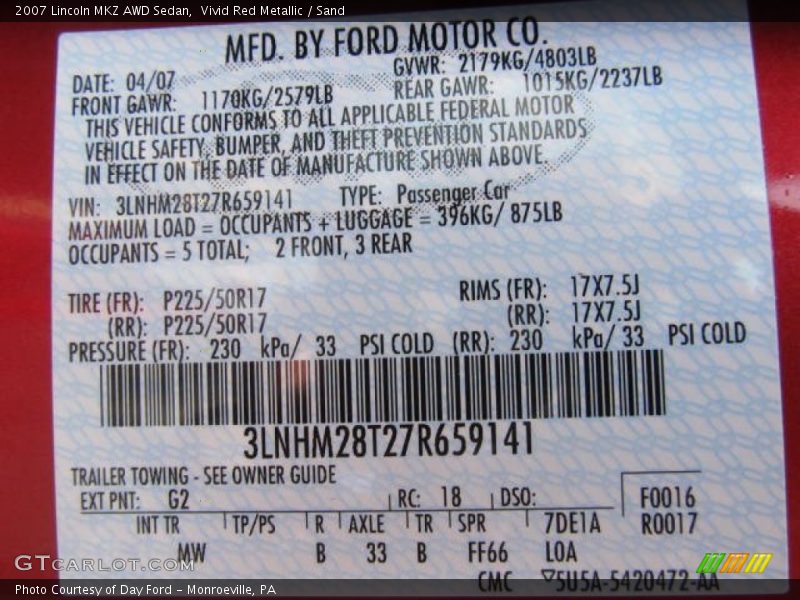 2007 Lincoln MKZ AWD Sedan, Vivid Red Metallic / Sand
MFD. BY FORD MOTOR CO.
DATE: 04/07 GVWR: 2179KG/4803LB
FRONT GAWR: 1170KG/2579LB REAR GAWR: 1015KG/2237LB
THIS VEHICLE CONFORMS TO ALL APPLICABLE FEDERAL MOTOR
VEHICLE SAFETY, BUMPER, AND THEFT PREVENTION STANDARDS
IN EFFECT ON THE DATE OF MANUFACTURE SHOWN ABOVE.
VIN: 3LNHM28T27R659141 TYPE: Passenger Car
MAXIMUM LOAD = OCCUPANTS + LUGGAGE = 396KG/ 875LB
OCCUPANTS = 5 TOTAL; 2 FRONT, 3 REAR
TIRE (FR): P225/50R17 RIMS (FR): 17X7.5J
(RR): P225/50R17 (RR): 17X7.5J
PRESSURE (FR): 230 kPa/ 33 PSI COLD (RR): 230 kPa/ 33 PSI COLD
3LNHM28T27R659141
TRAILER TOWING - SEE OWNER GUIDE
EXT PNT: G2 RC: 18 DSO: F0016
INT TR TP/PS R AXLE TR SPR 7DE1A R0017
MW B 33 B FF66 L0A
CMC 5U5A-5420472-AA
GTCarLot.com
Photo Courtesy of Day Ford – Monroeville, PA